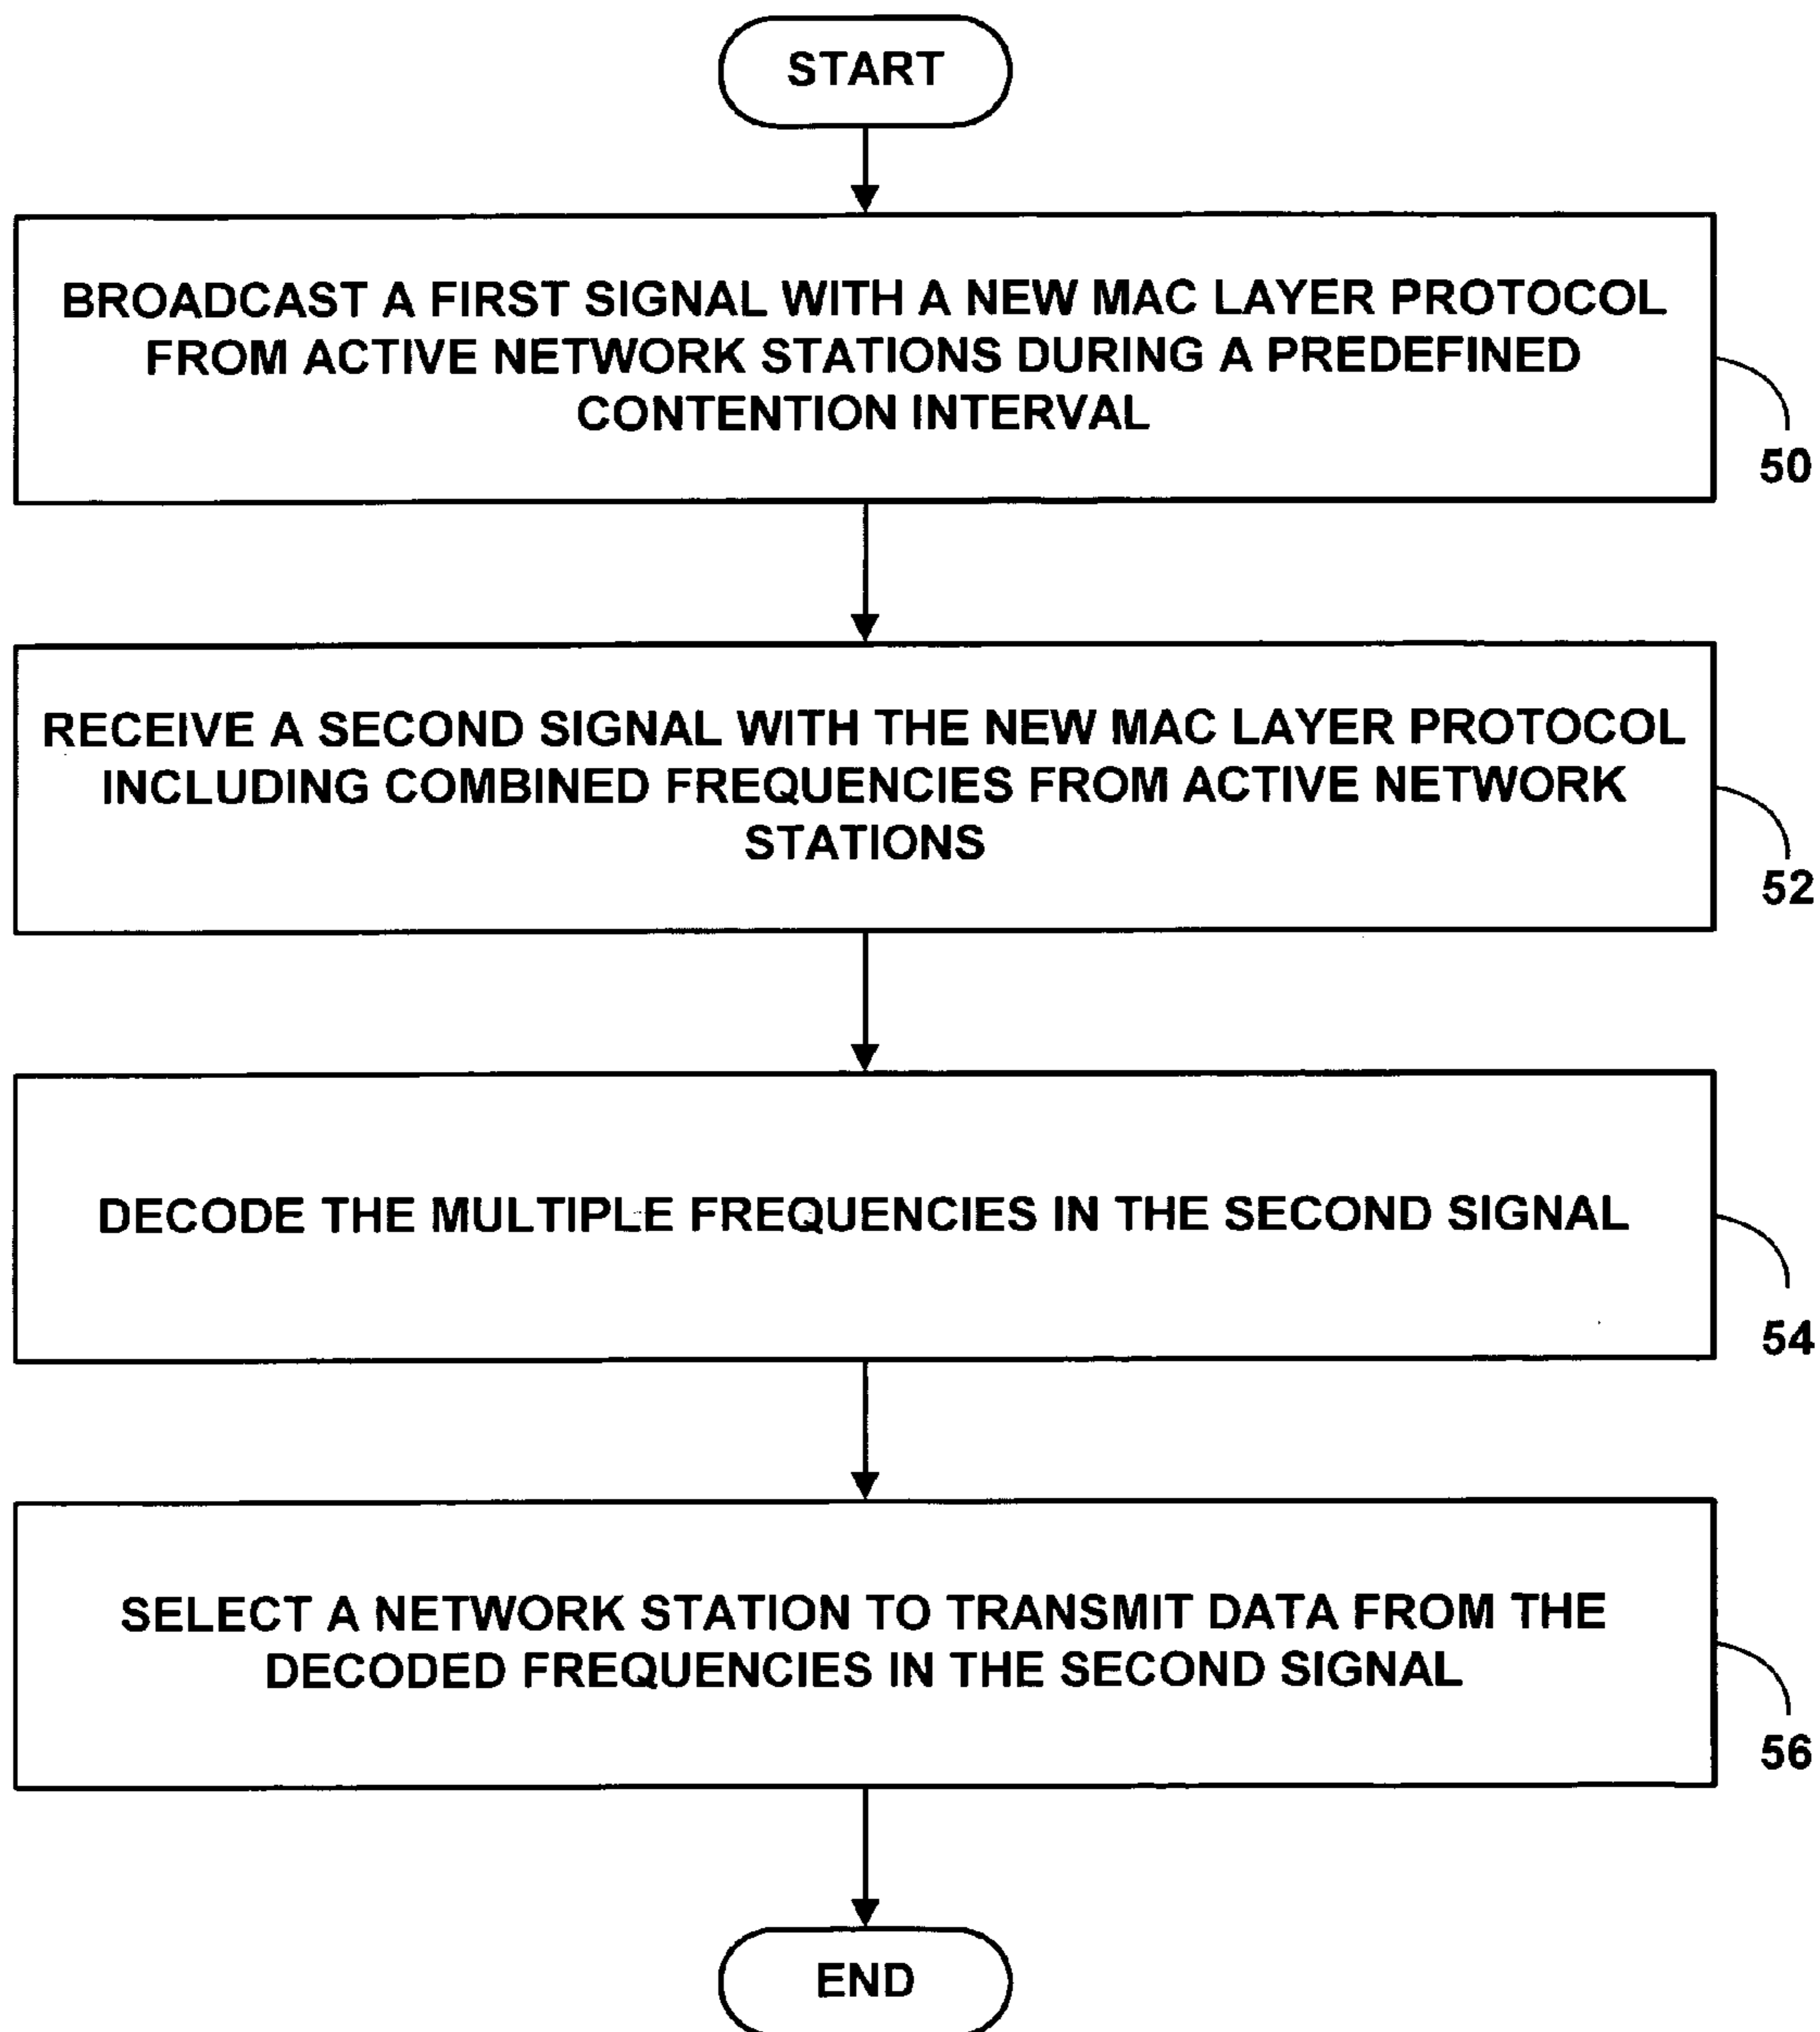 START
BROADCAST A FIRST SIGNAL WITH A NEW MAC LAYER PROTOCOL
FROM ACTIVE NETWORK STATIONS DURING A PREDEFINED
CONTENTION INTERVAL
50
RECEIVE A SECOND SIGNAL WITH THE NEW MAC LAYER PROTOCOL
INCLUDING COMBINED FREQUENCIES FROM ACTIVE NETWORK
STATIONS
52
DECODE THE MULTIPLE FREQUENCIES IN THE SECOND SIGNAL
54
SELECT A NETWORK STATION TO TRANSMIT DATA FROM THE
DECODED FREQUENCIES IN THE SECOND SIGNAL
56
END